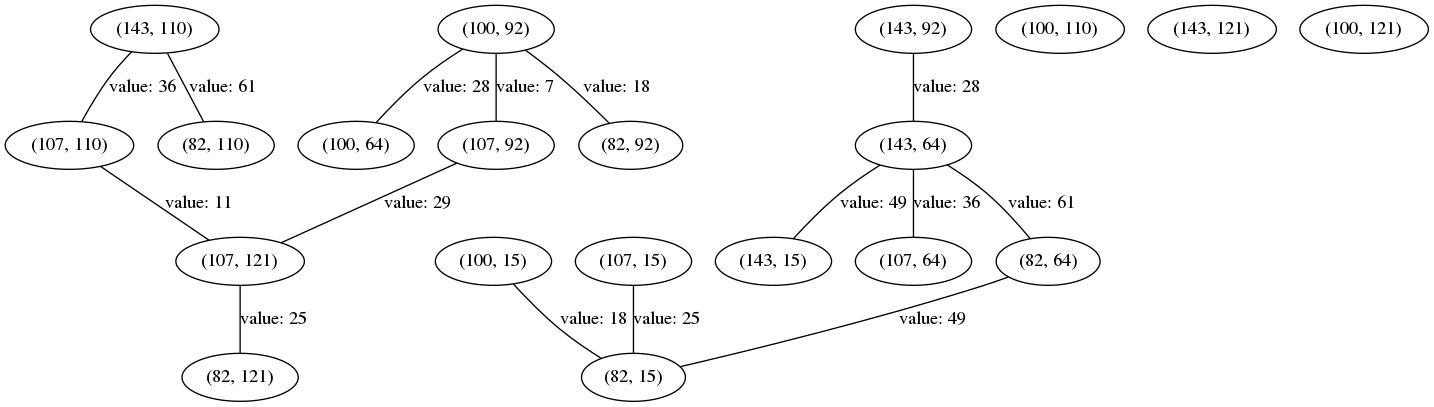 (143, 110)
(100, 92)
(143, 92)
(100, 110)
(143, 121)
(100, 121)
value: 36
value: 61
value: 28
value: 7
value: 18
value: 28
(107, 110)
(82, 110)
(100, 64)
(107, 92)
(82, 92)
(143, 64)
value: 11
value: 29
value: 49
value: 36
value: 61
(107, 121)
(100, 15)
(107, 15)
(143, 15)
(107, 64)
(82, 64)
value: 25
value: 18
value: 25
value: 49
(82, 121)
(82, 15)